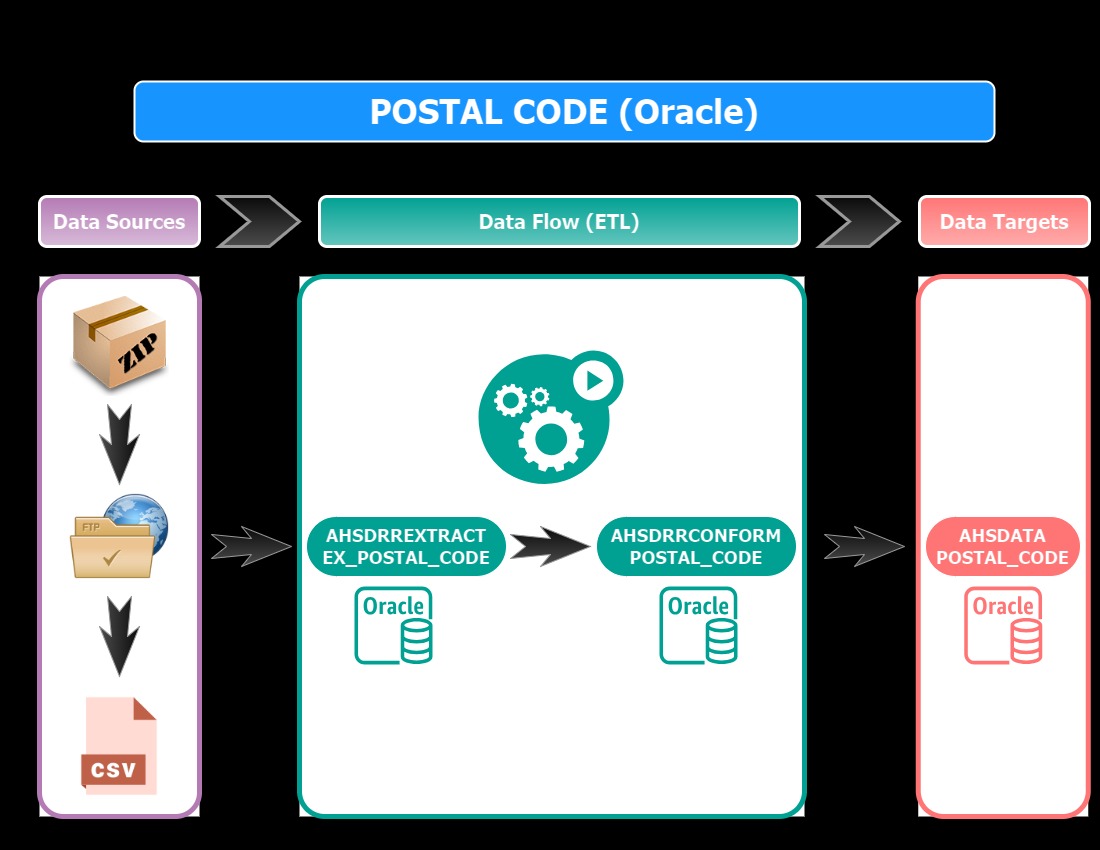 POSTAL CODE (Oracle)
Data Sources
Data Flow (ETL)
Data Targets
ZIP
FTP
CSV
AHSDRREXTRACT
EX_POSTAL_CODE
Oracle
AHSDRRCONFORM
POSTAL_CODE
Oracle
AHSDATA
POSTAL_CODE
Oracle